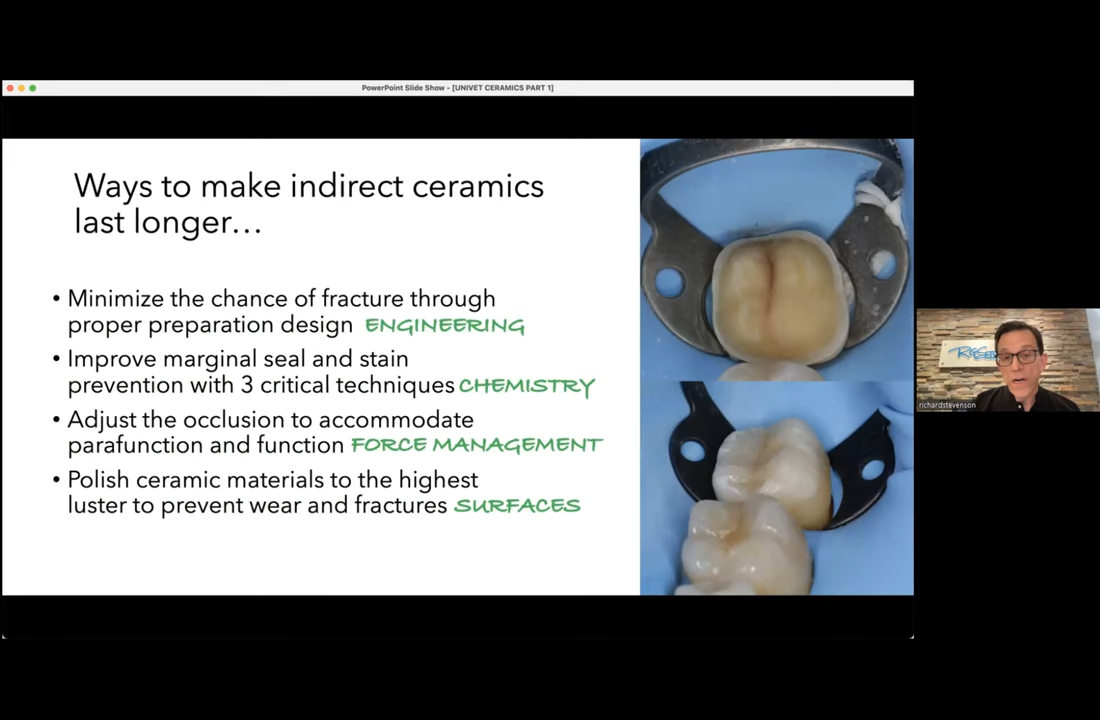 PowerPoint Slide Show - [UNIVET CERAMICS PART 1]
Ways to make indirect ceramics
last longer...
• Minimize the chance of fracture through
proper preparation design ENGINEERING
• Improve marginal seal and stain
prevention with 3 critical techniques CHEMISTRY
• Adjust the occlusion to accommodate
parafunction and function FORCE MANAGEMENT
• Polish ceramic materials to the highest
luster to prevent wear and fractures SURFACES
richardstevenson